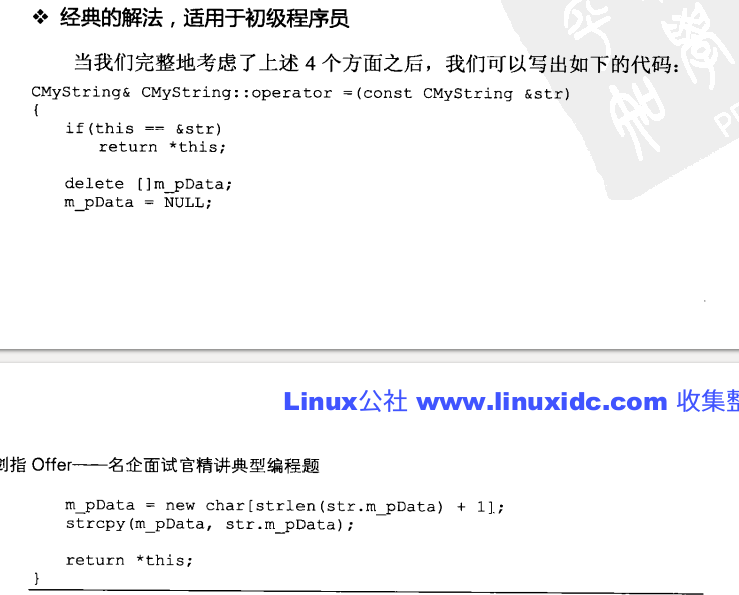 ❖ 经典的解法，适用于初级程序员
当我们完整地考虑了上述 4 个方面之后，我们可以写出如下的代码：
CMyString& CMyString::operator =(const CMyString &str)
{
if(this == &str)
return *this;
delete []m_pData;
m_pData = NULL;
Linux公社 www.linuxidc.com 收集整
剑指 Offer——名企面试官精讲典型编程题
m_pData = new char[strlen(str.m_pData) + 1];
strcpy(m_pData, str.m_pData);
return *this;
}